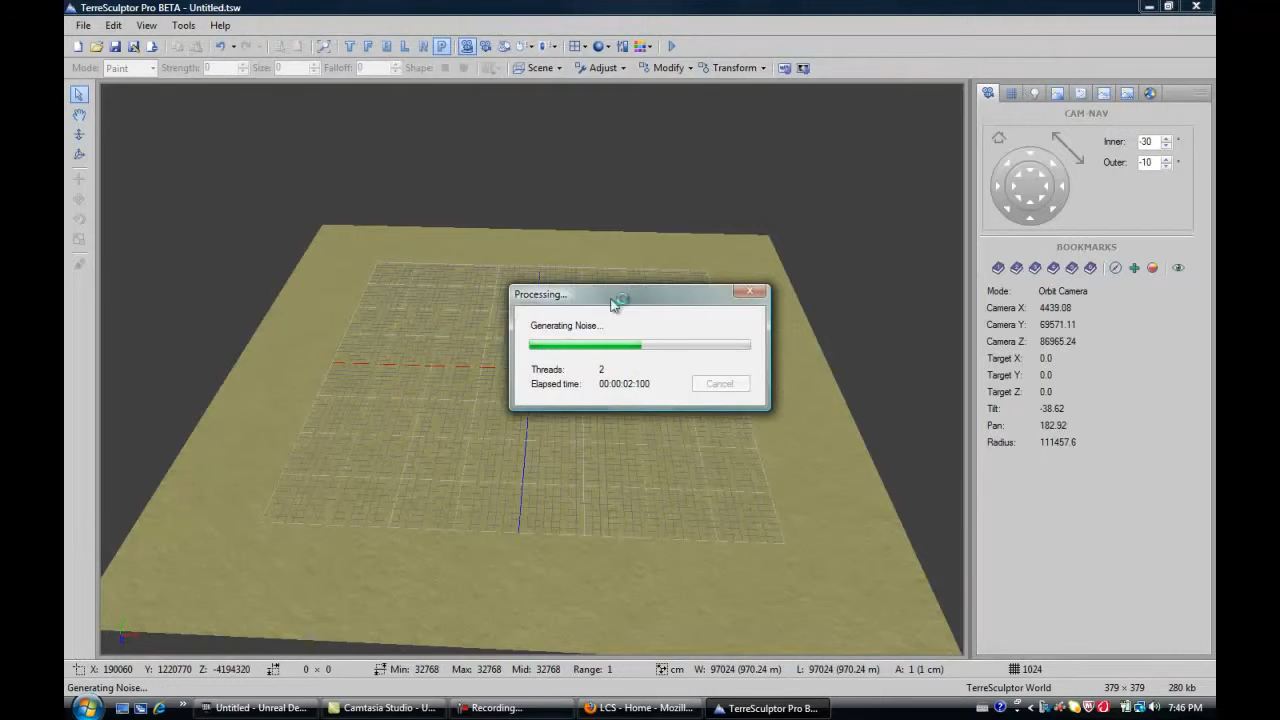 TerreSculptor Pro BETA - Untitled.tsw
File Edit View Tools Help
T F B L N P
Mode: Paint Strength: 0 Size: 0 Falloff: 0 Shape: Scene Adjust Modify Transform
CAM-NAV
Inner: -30 °
Outer: -10 °
BOOKMARKS
Mode: Orbit Camera
Camera X: 4439.08
Camera Y: 69571.11
Camera Z: 86965.24
Target X: 0.0
Target Y: 0.0
Target Z: 0.0
Tilt: -38.62
Pan: 182.92
Radius: 111457.6
Processing...
Generating Noise...
Threads: 2
Elapsed time: 00:00:02:100
Cancel
X: 190060 Y: 1220770 Z: -4194320 0 × 0 Min: 32768 Max: 32768 Mid: 32768 Range: 1 cm W: 97024 (970.24 m) L: 97024 (970.24 m) A: 1 (1 cm) 1024
Generating Noise... TerreSculptor World 379 × 379 280 kb
Untitled - Unreal De... Camtasia Studio - U... Recording... LCS - Home - Mozill... TerreSculptor Pro B... 7:46 PM